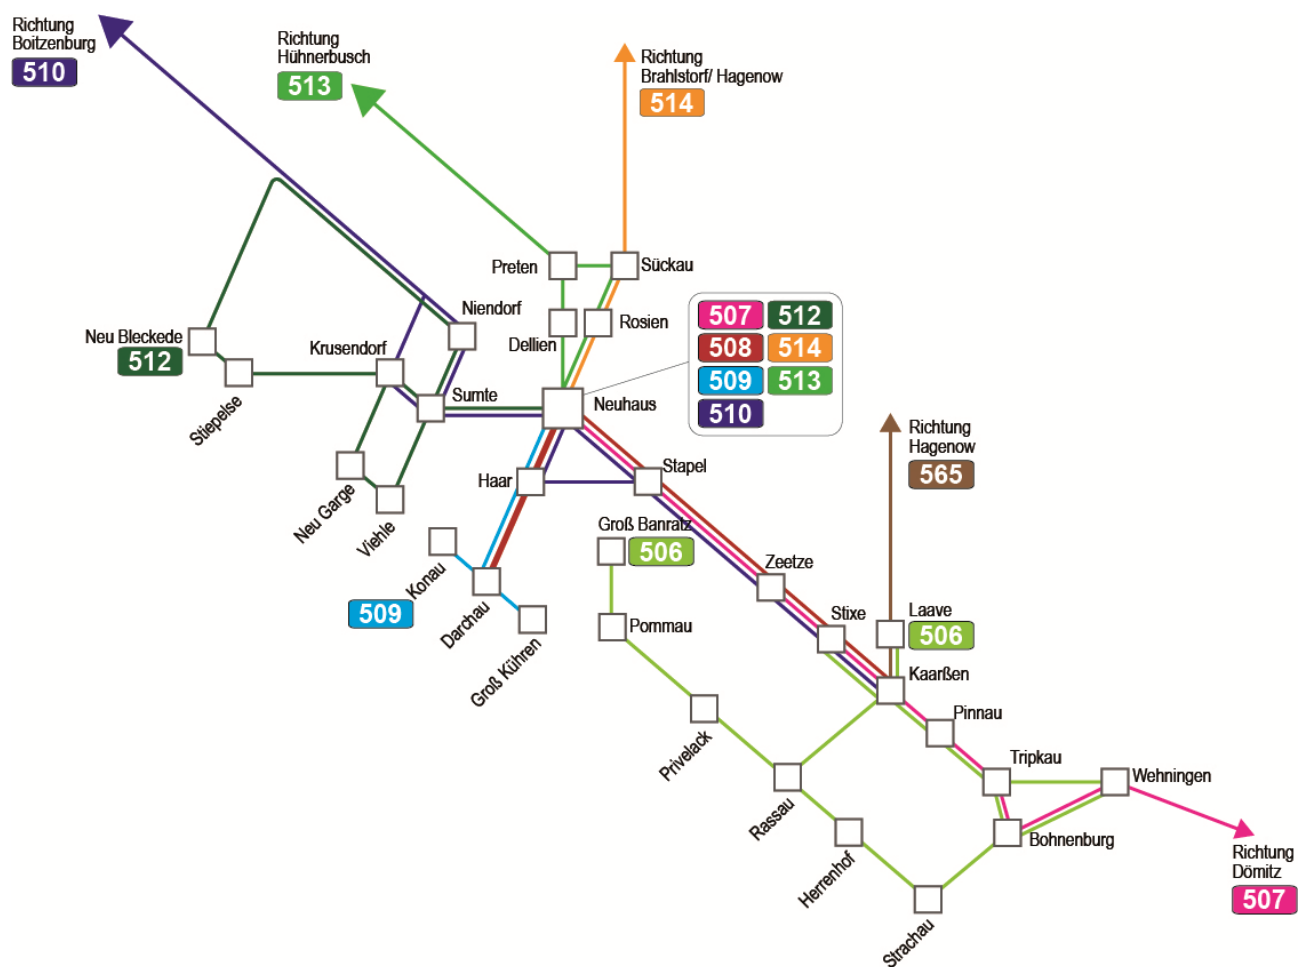 Richtung
Boitzenburg
510
Richtung
Hühnerbusch
513
Richtung
Brahlstorf/ Hagenow
514
Preten
Sückau
Niendorf
Rosien
Dellien
Neu Bleckede
512
Krusendorf
Sumte
Stiepelse
Neuhaus
507
512
508
514
509
513
510
Richtung
Hagenow
565
Haar
Stapel
Neu Garge
Viehle
Groß Banratz
506
Konau
509
Darchau
Groß Kühren
Zeetze
Stixe
Laave
506
Pommau
Kaarßen
Privelack
Pinnau
Tripkau
Wehningen
Rassau
Bohnenburg
Herrenhof
Strachau
Richtung
Dömitz
507